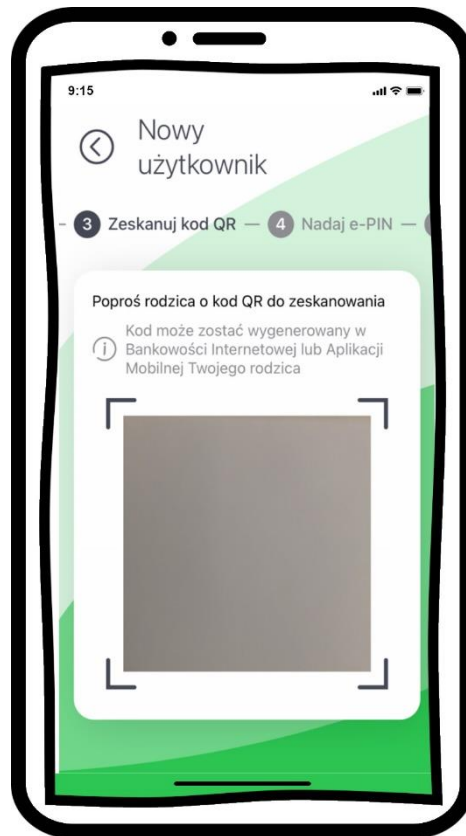 9:15
Nowy
użytkownik
3 Zeskanuj kod QR — 4 Nadaj e-PIN —
Poproś rodzica o kod QR do zeskanowania
Kod może zostać wygenerowany w
Bankowości Internetowej lub Aplikacji
Mobilnej Twojego rodzica